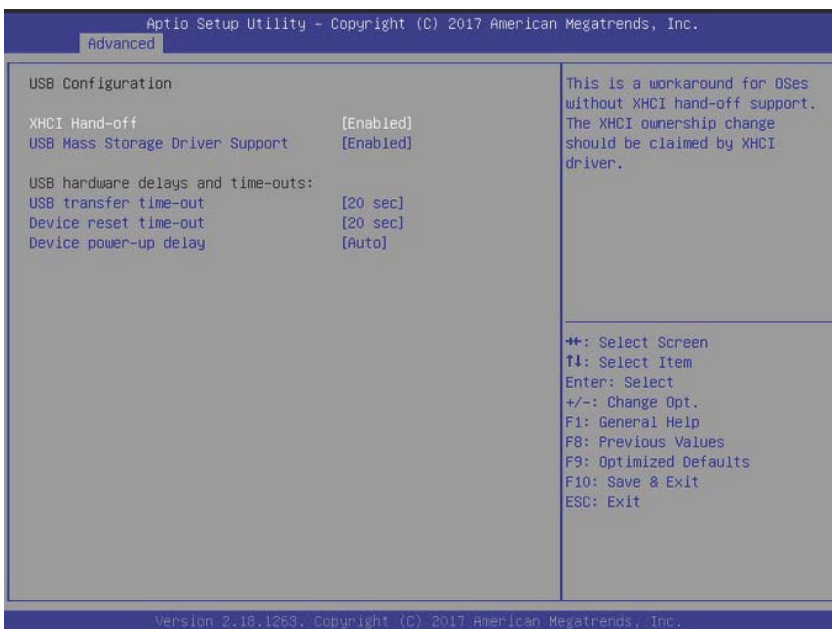 Aptio Setup Utility – Copyright (C) 2017 American Megatrends, Inc.
Advanced
USB Configuration
XHCI Hand-off [Enabled]
USB Mass Storage Driver Support [Enabled]
USB hardware delays and time-outs:
USB transfer time-out [20 sec]
Device reset time-out [20 sec]
Device power-up delay [Auto]
This is a workaround for OSes
without XHCI hand-off support.
The XHCI ownership change
should be claimed by XHCI
driver.
→←: Select Screen
↑↓: Select Item
Enter: Select
+/-: Change Opt.
F1: General Help
F8: Previous Values
F9: Optimized Defaults
F10: Save & Exit
ESC: Exit
Version 2.18.1263. Copyright (C) 2017 American Megatrends, Inc.